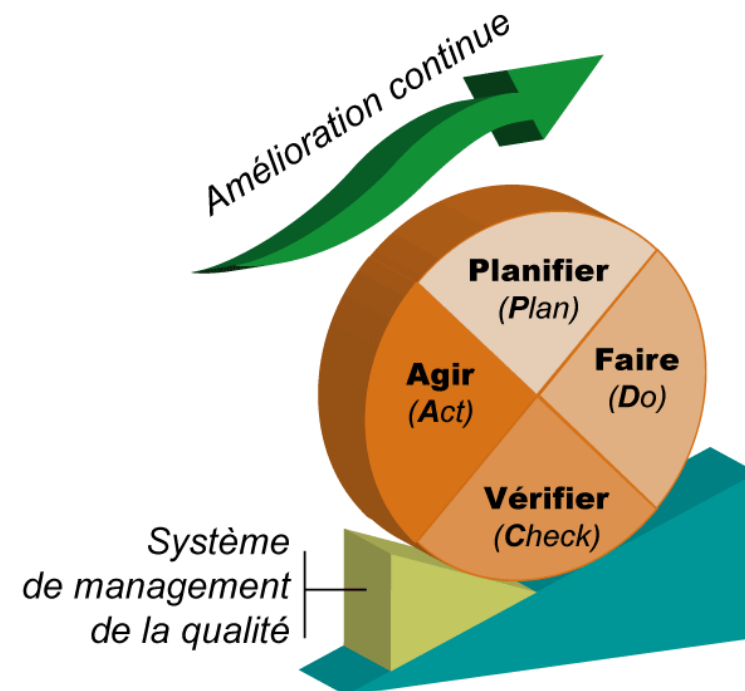 Amélioration continue
Planifier
(Plan)
Faire
(Do)
Agir
(Act)
Vérifier
(Check)
Système
de management
de la qualité